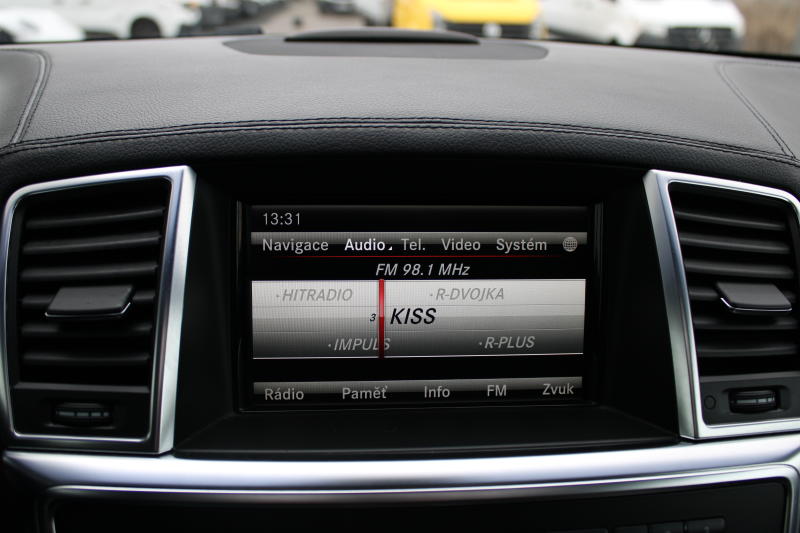 13:31
Navigace Audio Tel. Video Systém
FM 98.1 MHz
·HITRADIO ·R-DVOJKA
3 KISS
·IMPULS ·R-PLUS
Rádio Paměť Info FM Zvuk